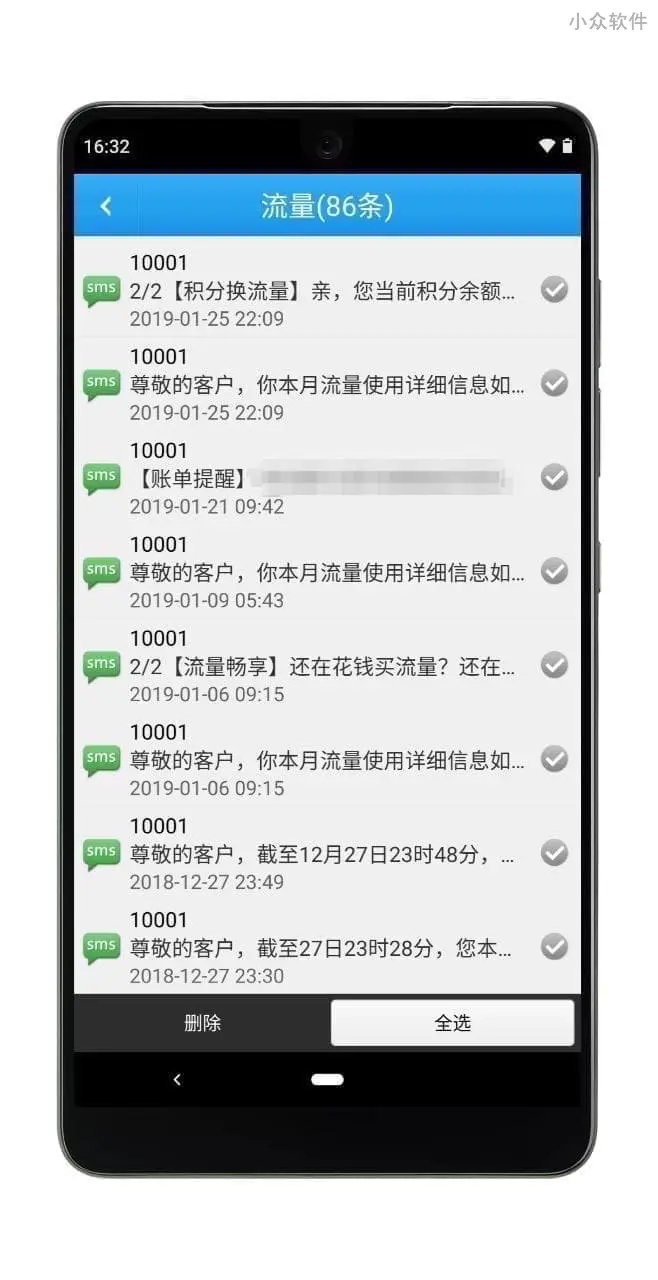 小众软件
16:32
流量(86条)
10001
sms
2/2【积分换流量】亲，您当前积分余额...
2019-01-25 22:09
10001
sms
尊敬的客户，你本月流量使用详细信息如...
2019-01-25 22:09
10001
sms
【账单提醒】
2019-01-21 09:42
10001
sms
尊敬的客户，你本月流量使用详细信息如...
2019-01-09 05:43
10001
sms
2/2【流量畅享】还在花钱买流量？还在...
2019-01-06 09:15
10001
sms
尊敬的客户，你本月流量使用详细信息如...
2019-01-06 09:15
10001
sms
尊敬的客户，截至12月27日23时48分，...
2018-12-27 23:49
10001
sms
尊敬的客户，截至27日23时28分，您本...
2018-12-27 23:30
删除
全选